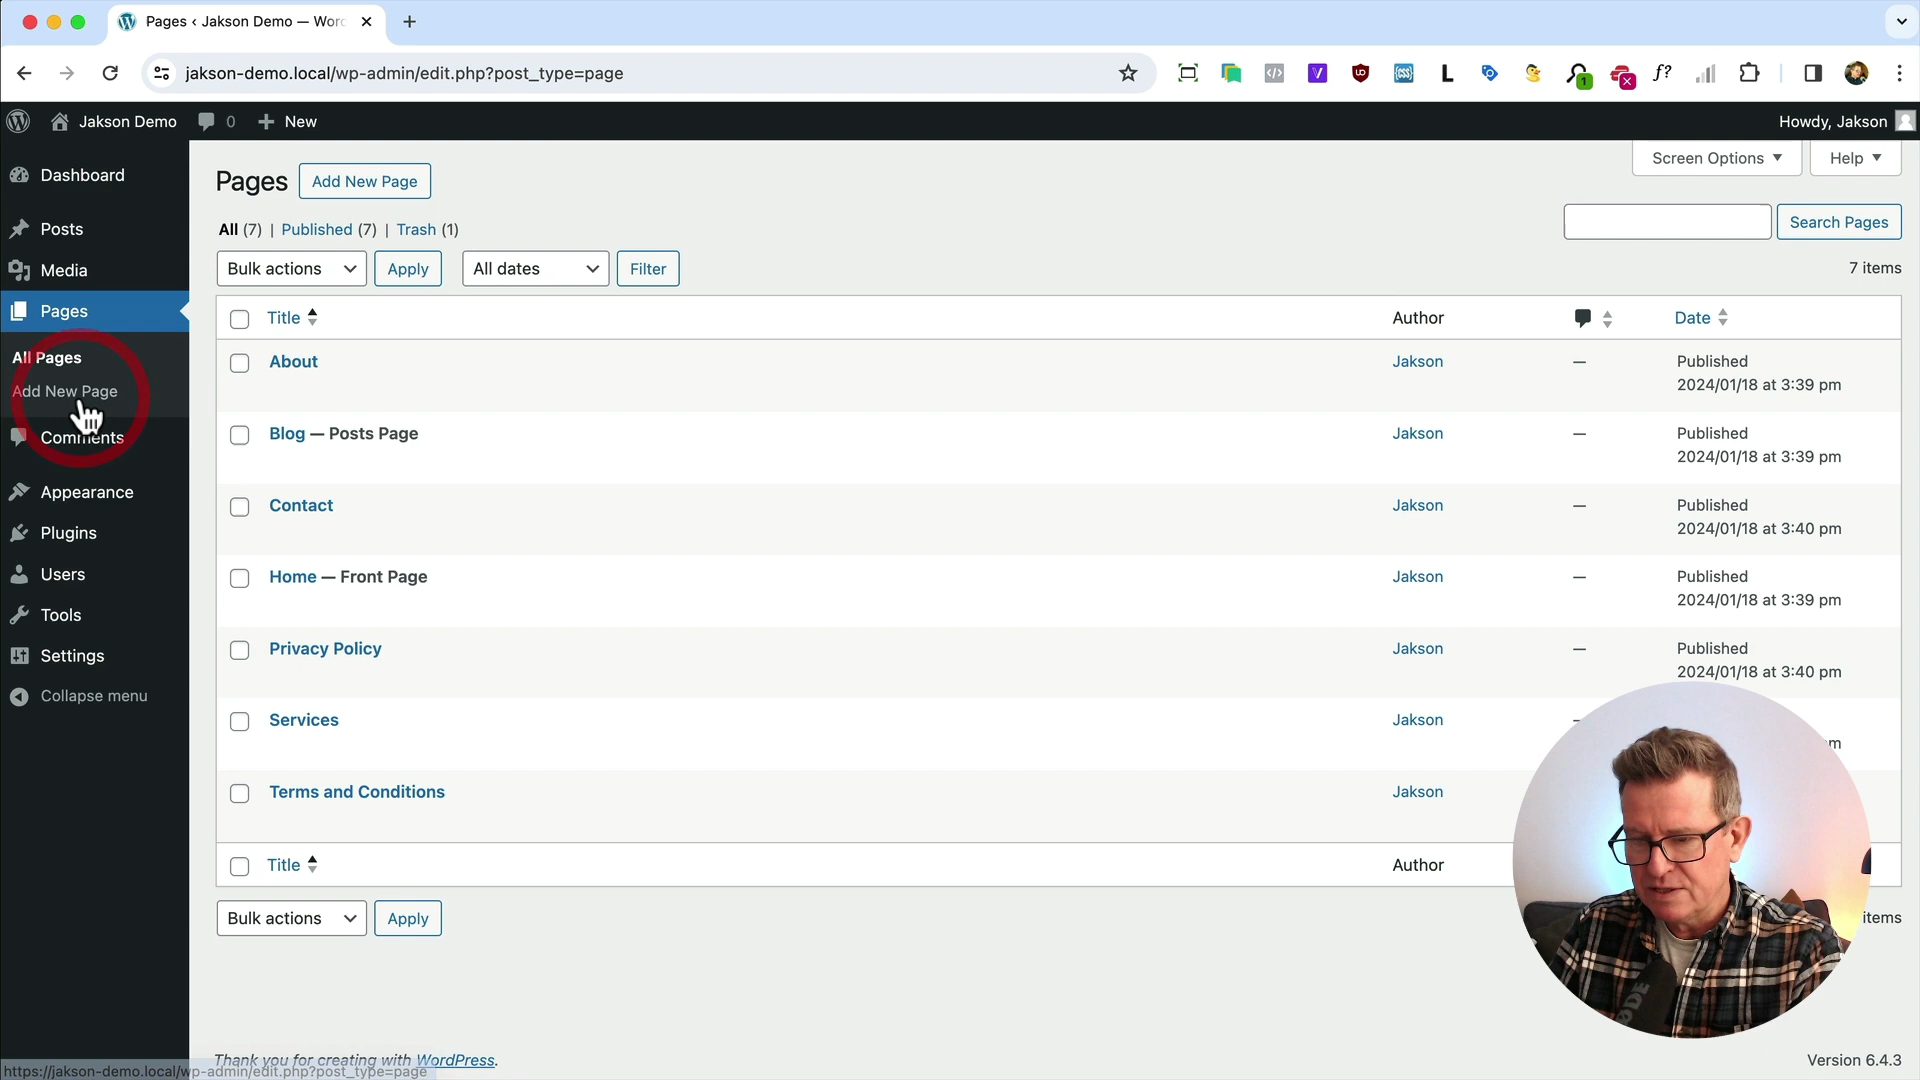 Pages ‹ Jakson Demo — Word
jakson-demo.local/wp-admin/edit.php?post_type=page
Jakson Demo 0 New
Howdy, Jakson
Dashboard
Posts
Media
Pages
All Pages
Add New Page
Comments
Appearance
Plugins
Users
Tools
Settings
Collapse menu
Pages Add New Page
Screen Options Help
All (7) | Published (7) | Trash (1)
Search Pages
Bulk actions Apply All dates Filter
7 items
Title Author Date
About Jakson — Published
2024/01/18 at 3:39 pm
Blog — Posts Page Jakson — Published
2024/01/18 at 3:39 pm
Contact Jakson — Published
2024/01/18 at 3:40 pm
Home — Front Page Jakson — Published
2024/01/18 at 3:39 pm
Privacy Policy Jakson — Published
2024/01/18 at 3:40 pm
Services Jakson
Terms and Conditions Jakson
Title Author
Bulk actions Apply
items
Thank you for creating with WordPress.
Version 6.4.3
https://jakson-demo.local/wp-admin/edit.php?post_type=page